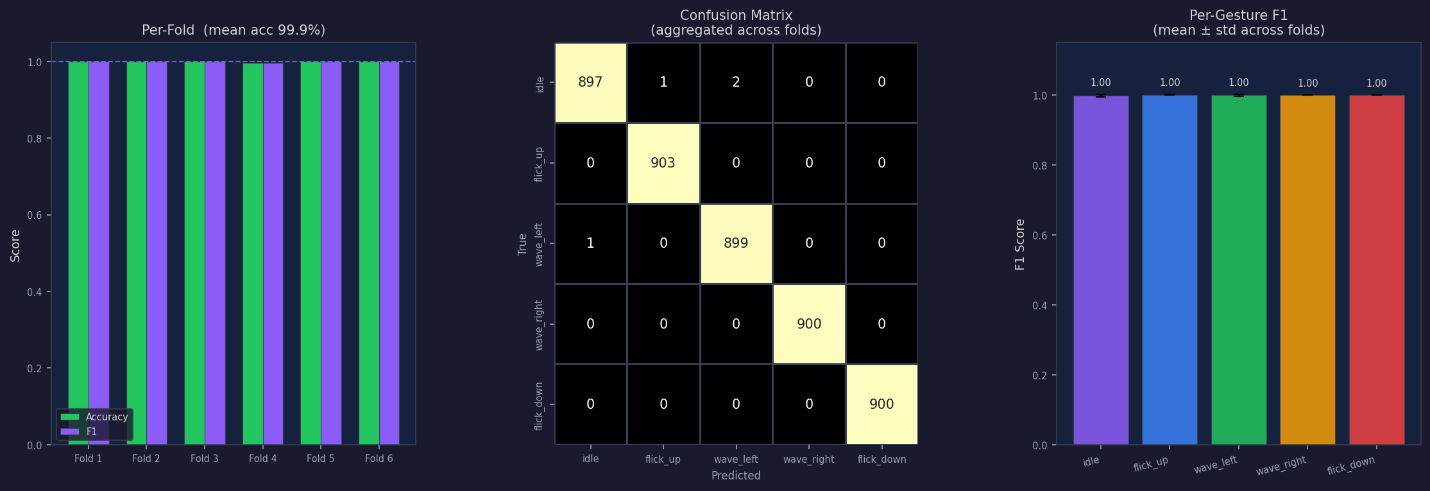 Per-Fold  (mean acc 99.9%)
Score
1.0
0.8
0.6
0.4
0.2
0.0
Accuracy
F1
Fold 1 Fold 2 Fold 3 Fold 4 Fold 5 Fold 6
Confusion Matrix
(aggregated across folds)
True
idle 897 1 2 0 0
flick_up 0 903 0 0 0
wave_left 1 0 899 0 0
wave_right 0 0 0 900 0
flick_down 0 0 0 0 900
idle flick_up wave_left wave_right flick_down
Predicted
Per-Gesture F1
(mean ± std across folds)
F1 Score
1.00 1.00 1.00 1.00 1.00
1.0
0.8
0.6
0.4
0.2
0.0
idle flick_up wave_left wave_right flick_down